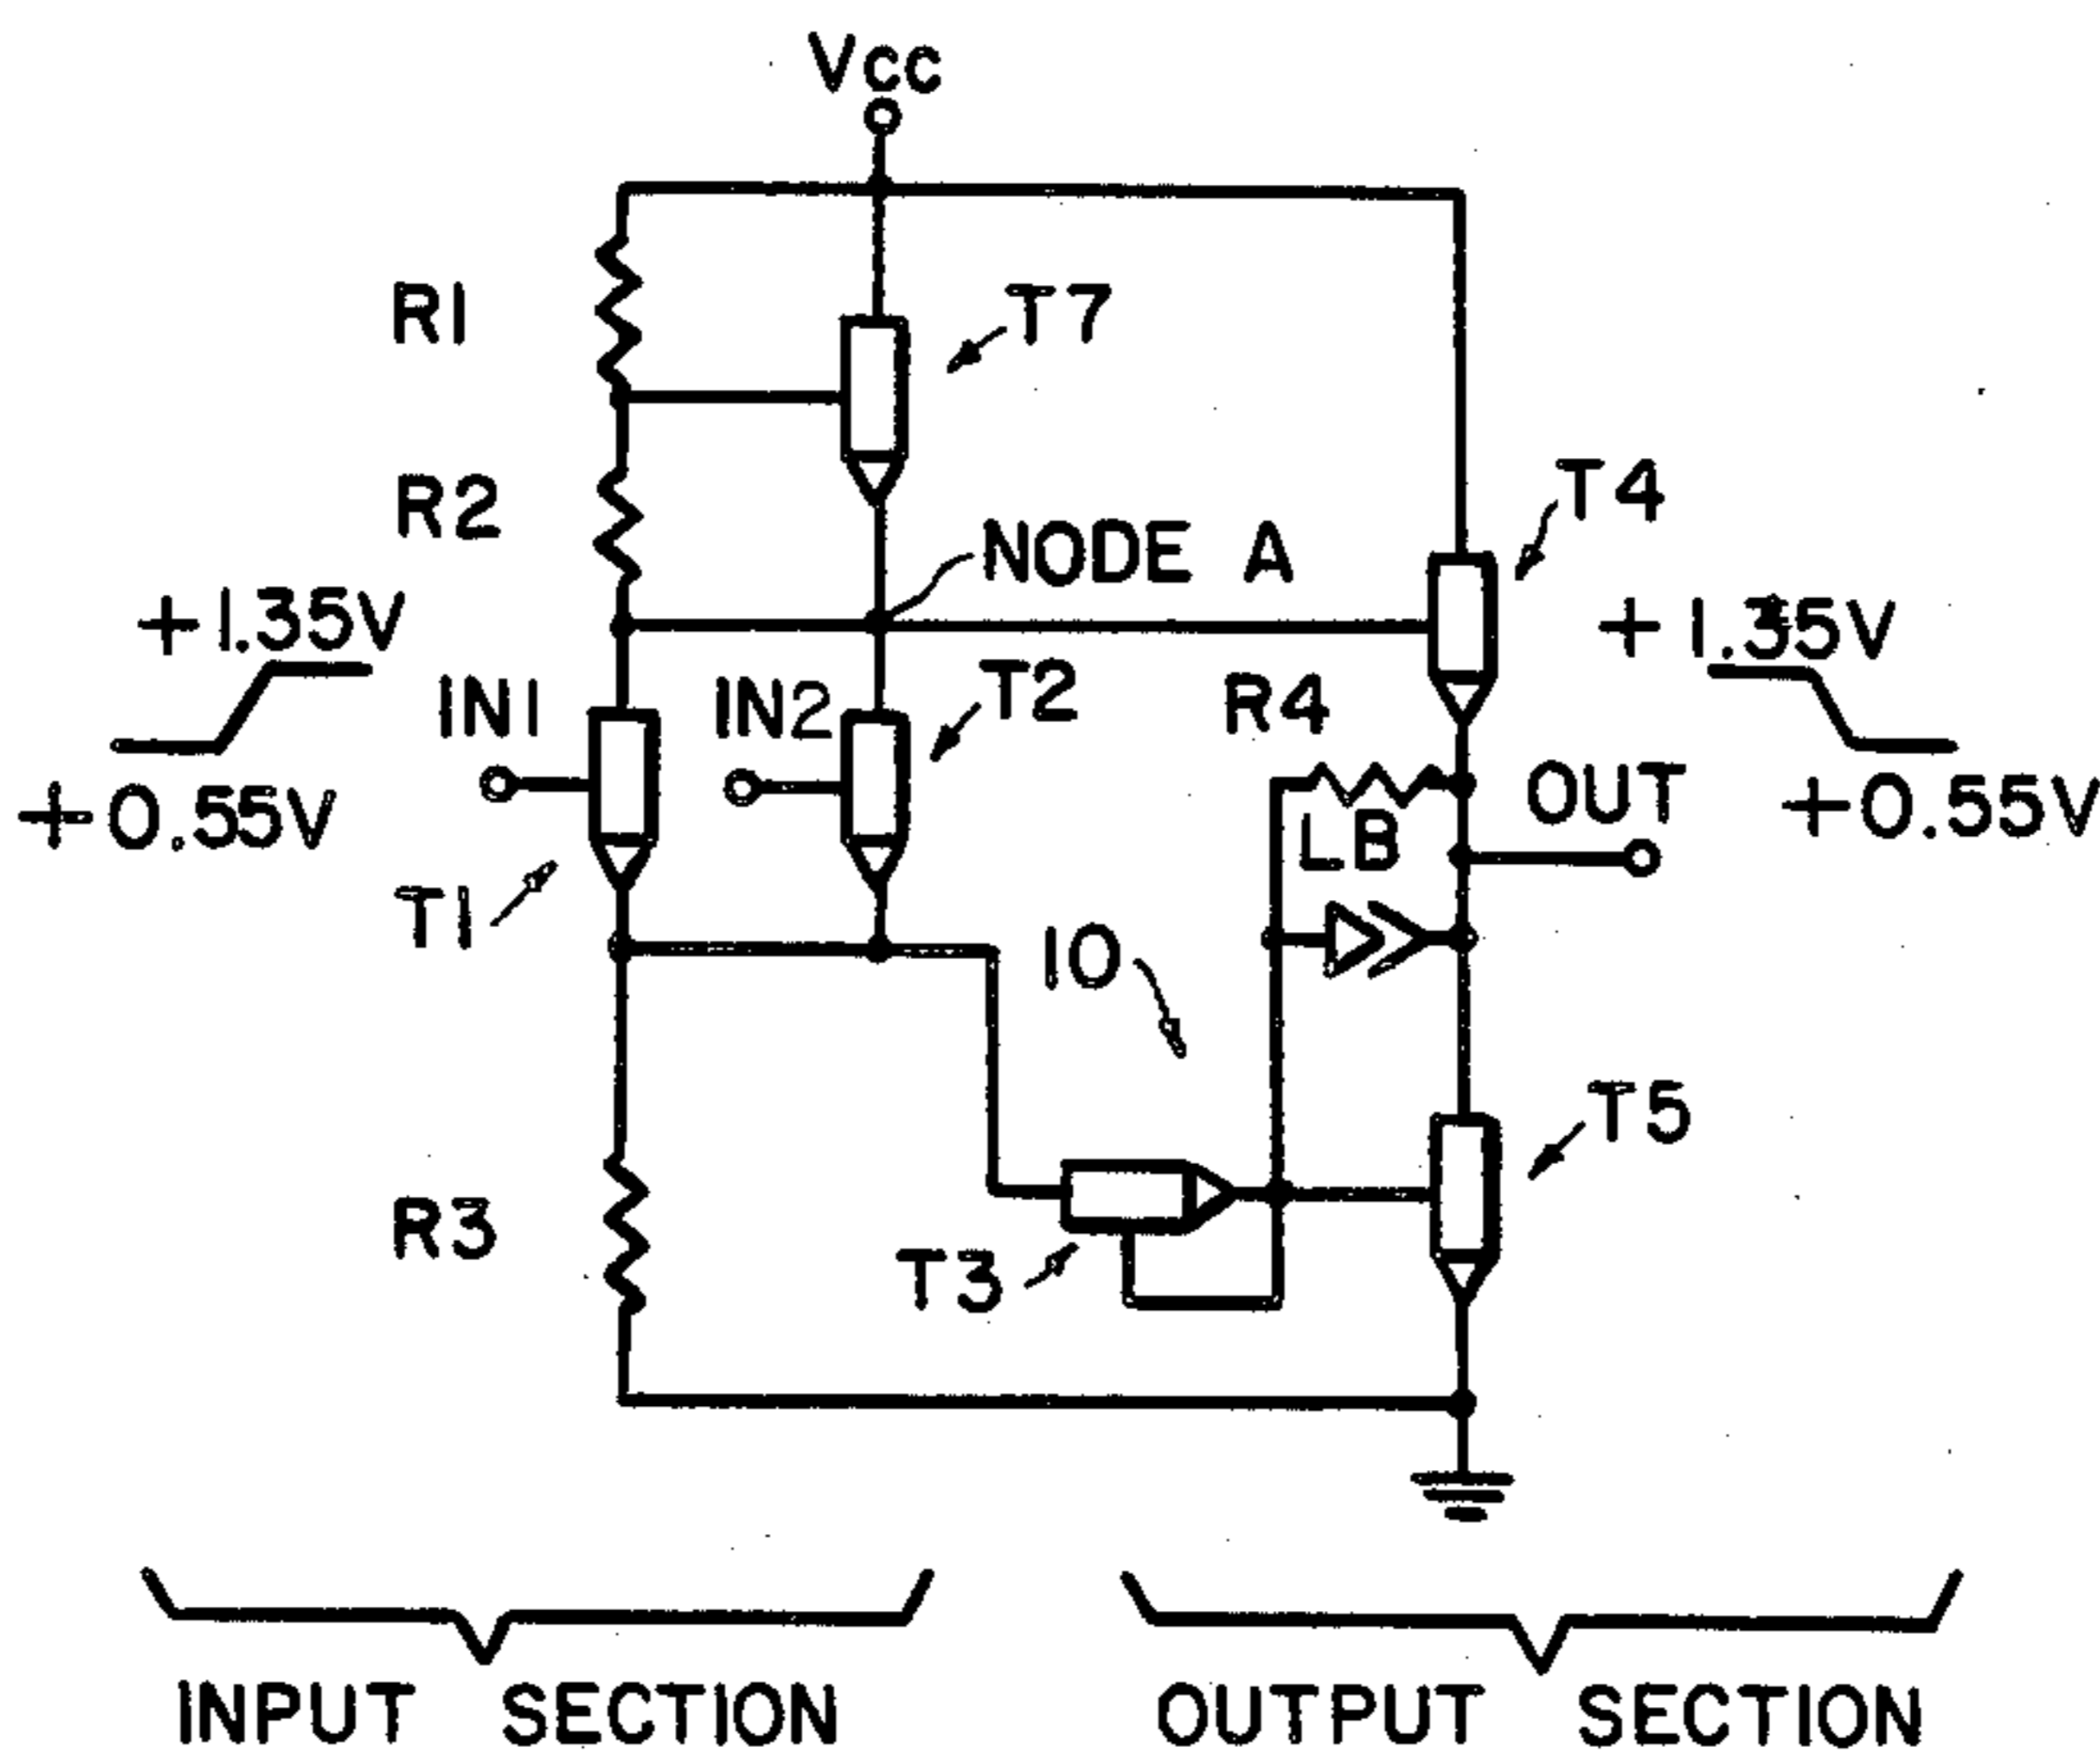 Vcc
R1
T7
R2
T4
NODE A
+1.35V
+1.35V
IN1
IN2
T2
R4
OUT
+0.55V
+0.55V
LB
T1
10
T5
R3
T3
INPUT SECTION
OUTPUT SECTION